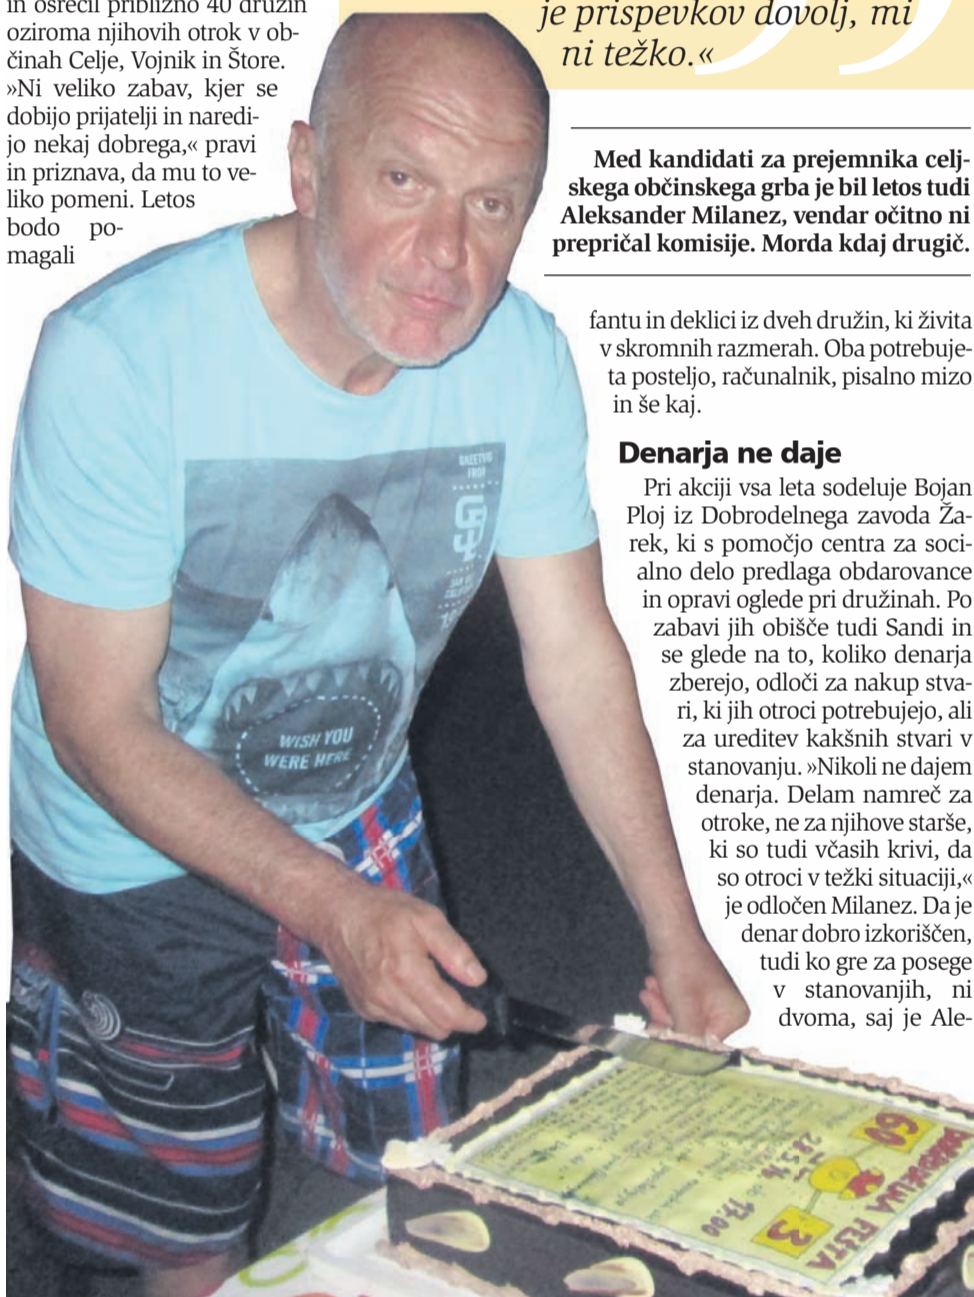 in osrečil približno 40 družin
oziroma njihovih otrok v ob-
činah Celje, Vojnik in Štore.
»Ni veliko zabav, kjer se
dobijo prijatelji in naredi-
jo nekaj dobrega,« pravi
in priznava, da mu to ve-
liko pomeni. Letos
bodo po-
magali
je prispevkov dovolj, mi
ni težko.«
Med kandidati za prejemnika celj-
skega občinskega grba je bil letos tudi
Aleksander Milanez, vendar očitno ni
prepričal komisije. Morda kdaj drugič.
fantu in deklici iz dveh družin, ki živita
v skromnih razmerah. Oba potrebuje-
ta posteljo, računalnik, pisalno mizo
in še kaj.
Denarja ne daje
Pri akciji vsa leta sodeluje Bojan
Ploj iz Dobrodelnega zavoda Ža-
rek, ki s pomočjo centra za soci-
alno delo predlaga obdarovance
in opravi oglede pri družinah. Po
zabavi jih obišče tudi Sandi in
se glede na to, koliko denarja
zberejo, odloči za nakup stva-
ri, ki jih otroci potrebujejo, ali
za ureditev kakšnih stvari v
stanovanju. »Nikoli ne dajem
denarja. Delam namreč za
otroke, ne za njihove starše,
ki so tudi včasih krivi, da
so otroci v težki situaciji,«
je odločen Milanez. Da je
denar dobro izkoriščen,
tudi ko gre za posege
v stanovanjih, ni
dvoma, saj je Ale-
GREETING
FROM
WISH YOU
WERE HERE
60
28.5.16
17.00
3
FEŠTA